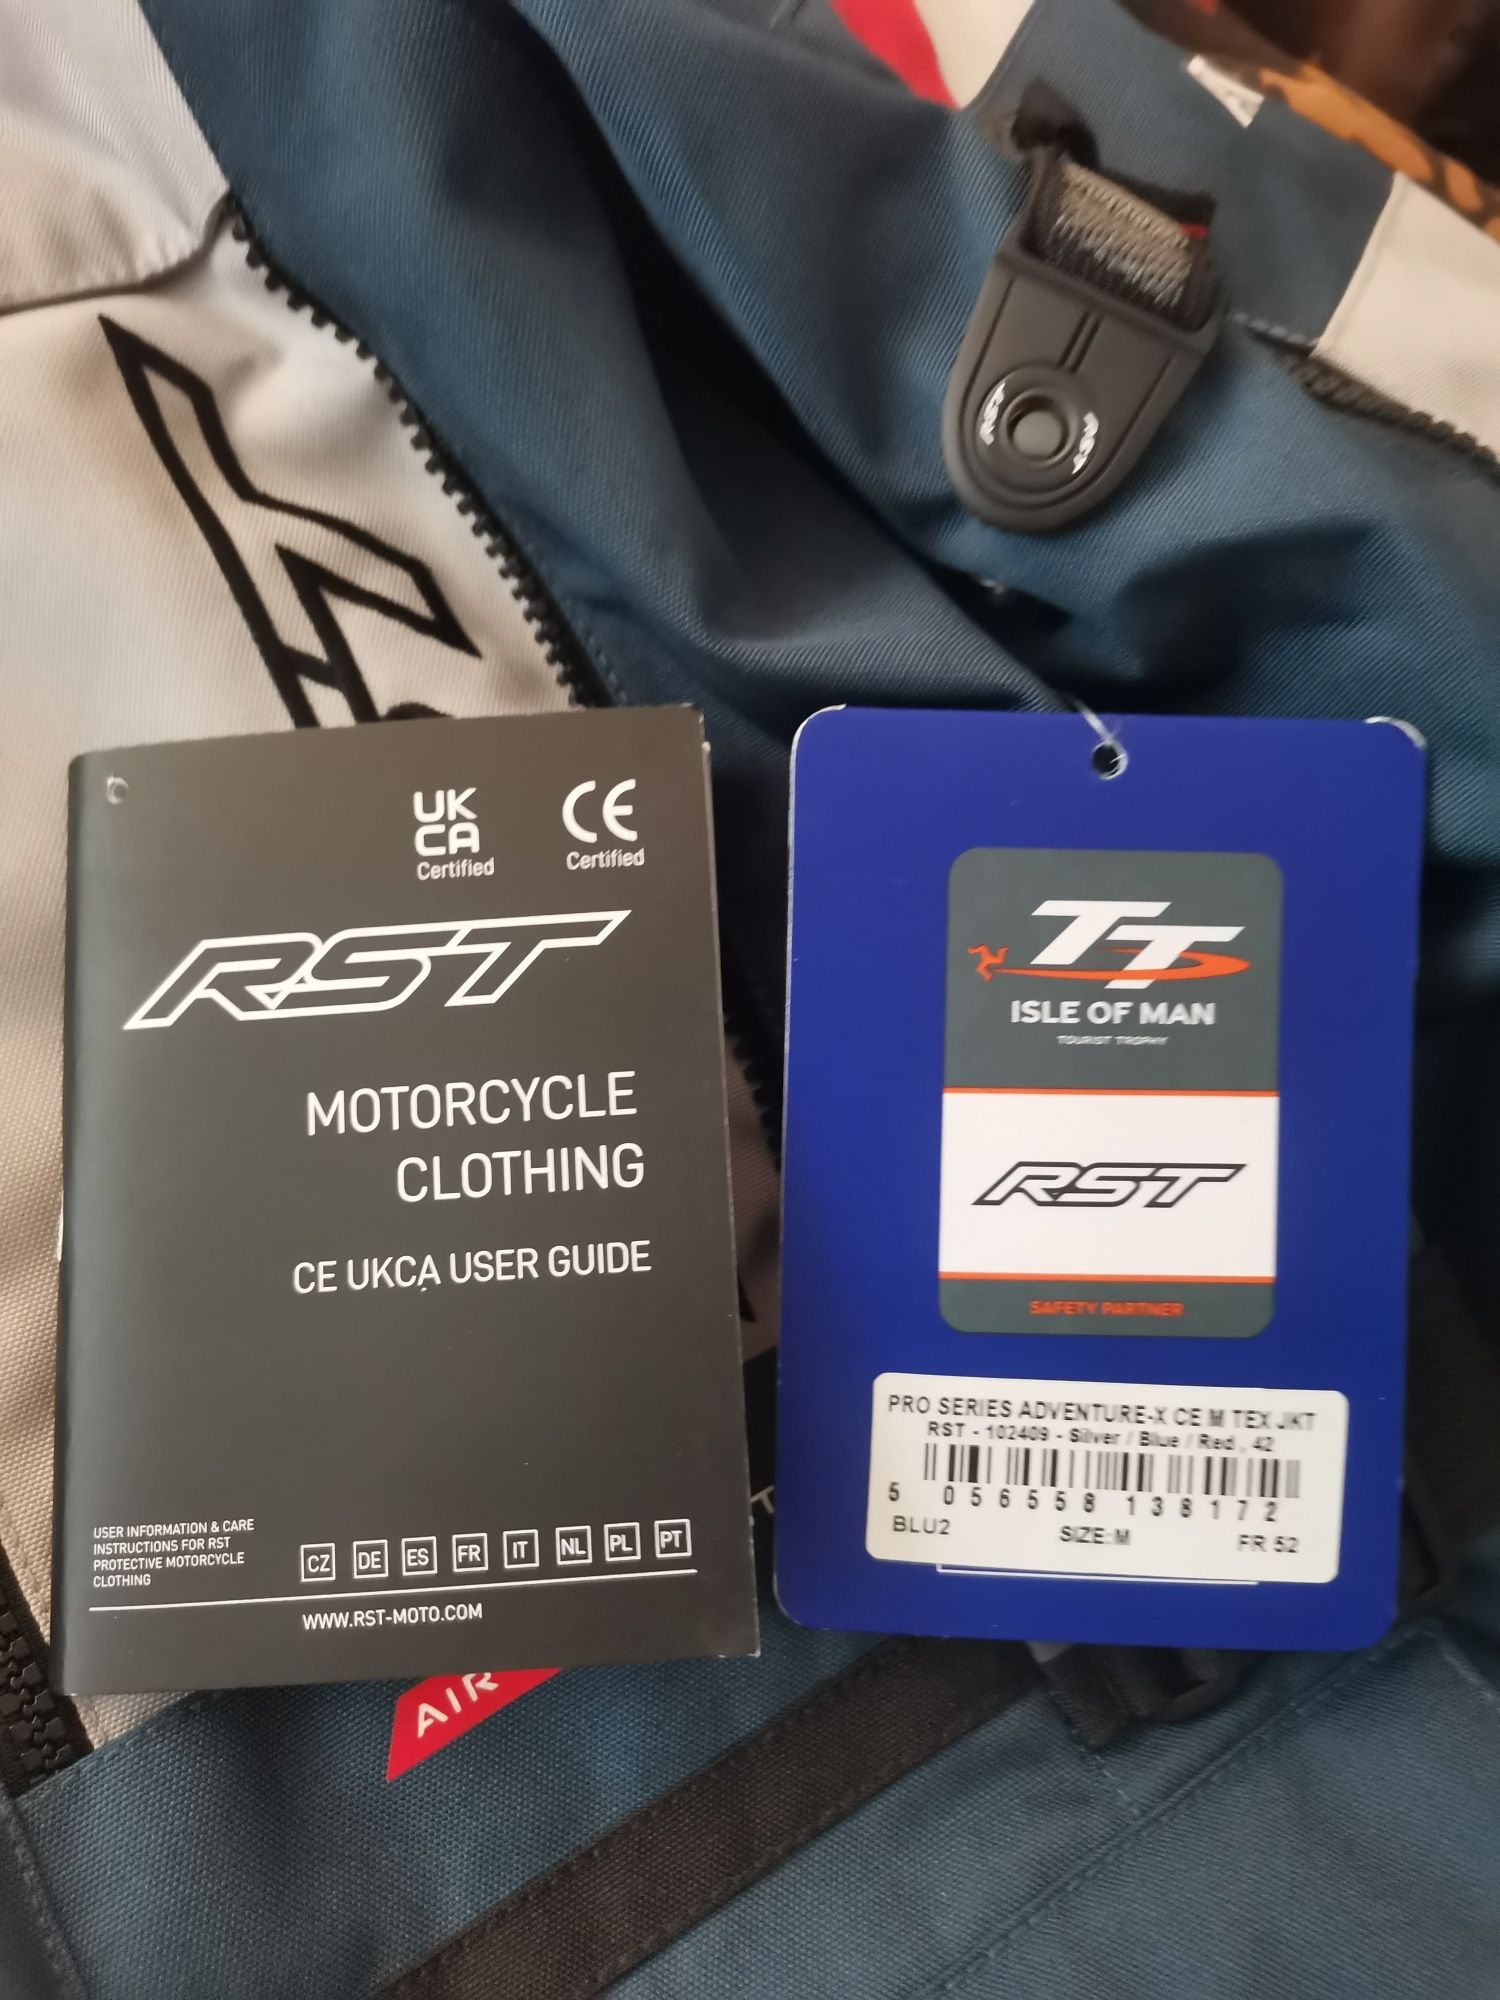 RST
RST
UK
CA
Certified
CE
Certified
RST
MOTORCYCLE
CLOTHING
CE UKCA USER GUIDE
USER INFORMATION & CARE
INSTRUCTIONS FOR RST
PROTECTIVE MOTORCYCLE
CLOTHING
CZ DE ES FR IT NL PL PT
WWW.RST-MOTO.COM
TT
ISLE OF MAN
TOURIST TROPHY
RST
SAFETY PARTNER
PRO SERIES ADVENTURE-X CE M TEX JKT
RST - 102409 - Silver / Blue / Red , 42
5 056558 138172
BLU2 SIZE:M FR 52
AIR